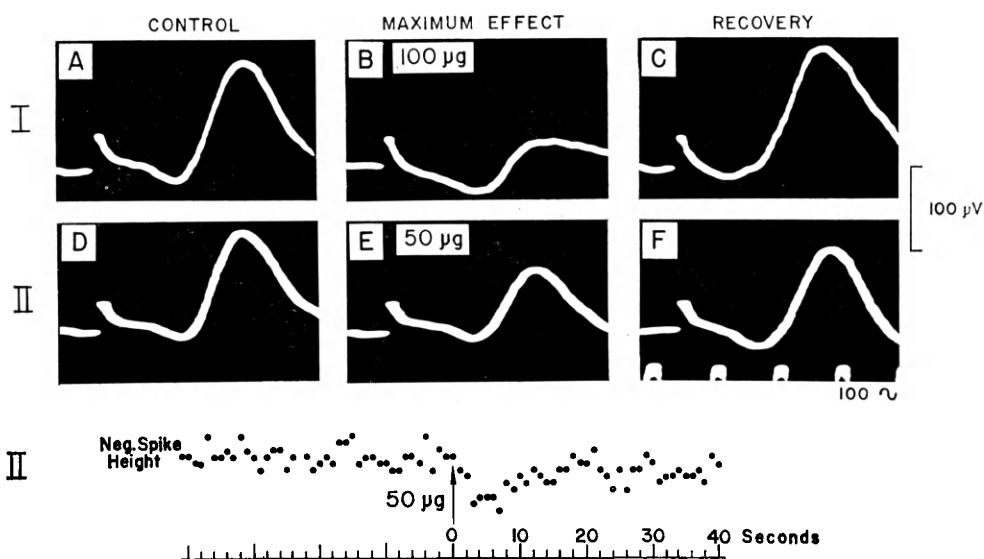 CONTROL MAXIMUM EFFECT RECOVERY
A B 100 µg C
I
100 µV
D E 50 µg F
II
100 ~
II Neg. Spike
Height
50 µg
0 10 20 30 40 Seconds